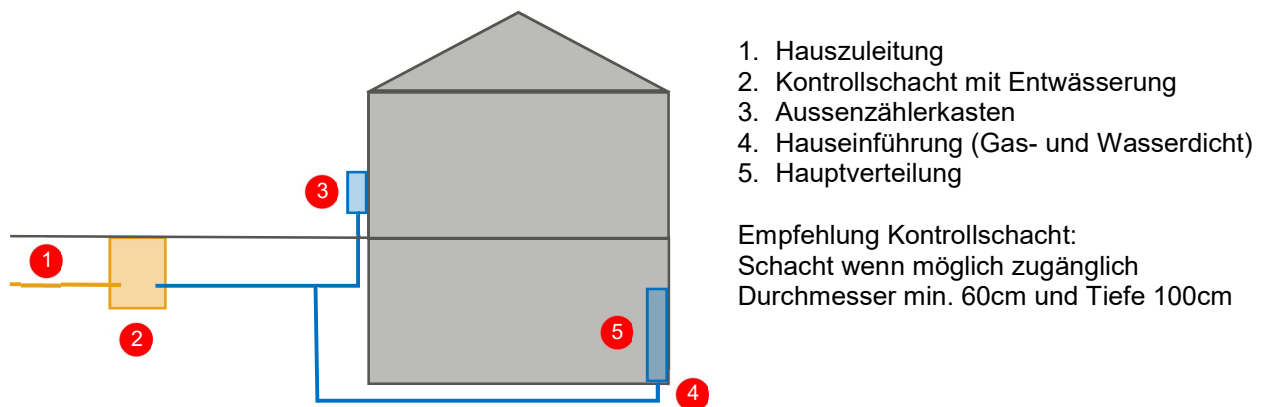 1. Hauszuleitung
2. Kontrollschacht mit Entwässerung
3. Aussenzählerkasten
4. Hauseinführung (Gas- und Wasserdicht)
5. Hauptverteilung
Empfehlung Kontrollschacht:
Schacht wenn möglich zugänglich
Durchmesser min. 60cm und Tiefe 100cm
3
1
2
5
4